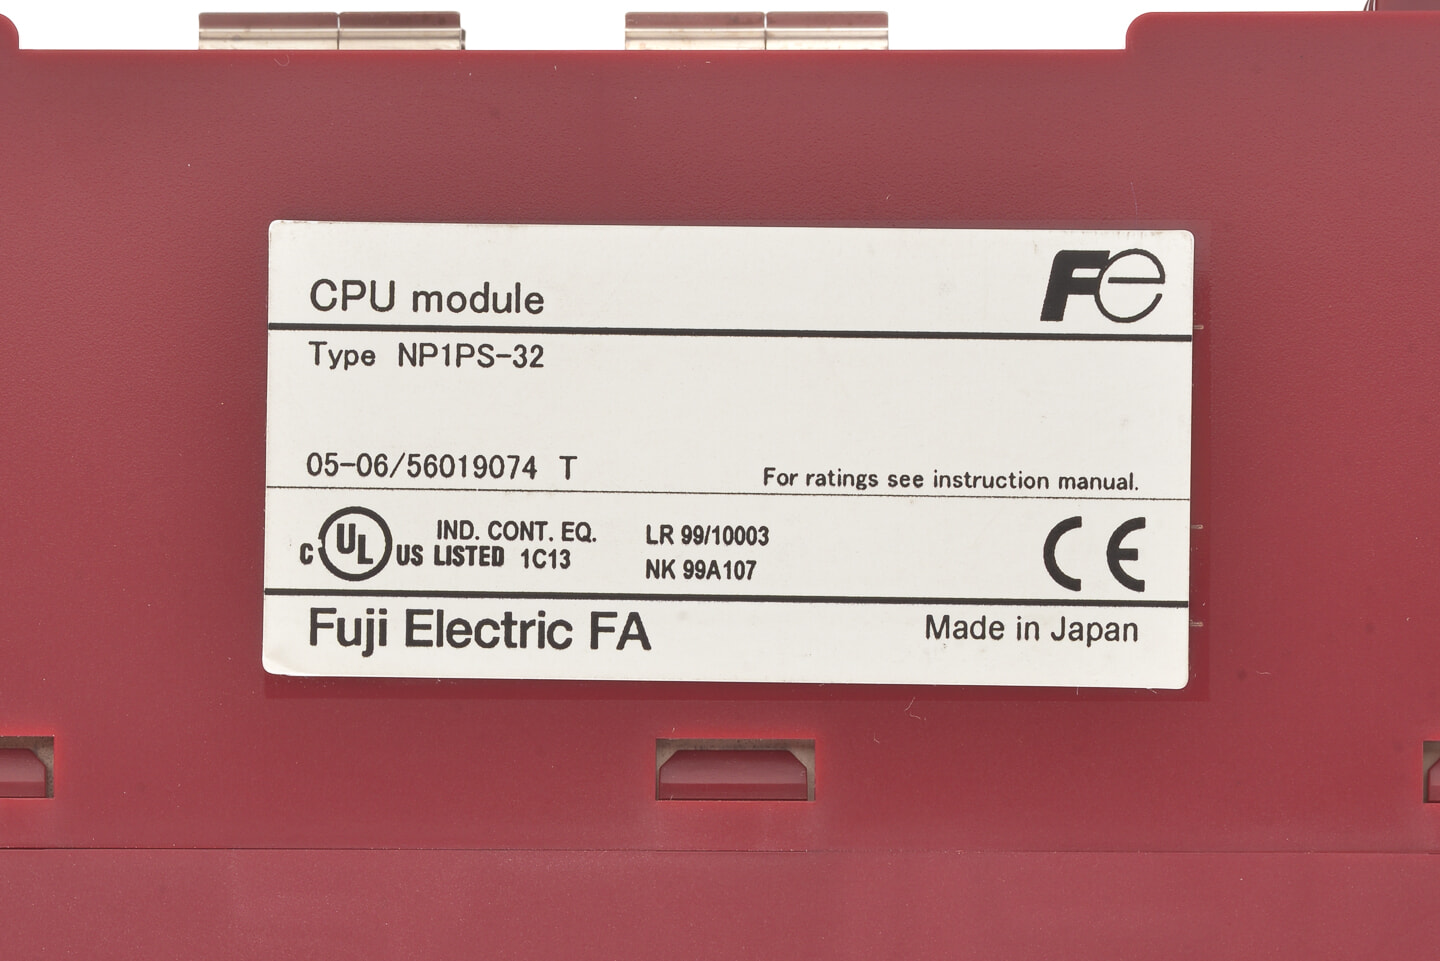 CPU module
Fe
Type NP1PS-32
05-06/56019074 T
For ratings see instruction manual.
C UL US IND. CONT. EQ.
LISTED 1C13
LR 99/10003
NK 99A107
CE
Fuji Electric FA
Made in Japan